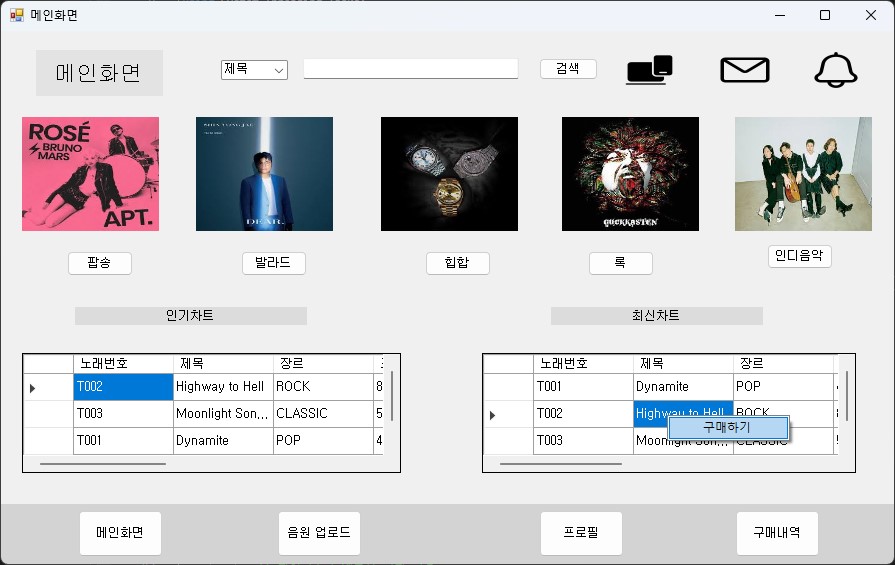 메인화면
메인화면
제목
검색
ROSÉ
BRUNO
MARS
APT.
DEAR.
GUCKKASTEN
팝송
발라드
힙합
록
인디음악
인기차트
최신차트
노래번호 제목 장르
T002 Highway to Hell ROCK 8
T003 Moonlight Son... CLASSIC 5
T001 Dynamite POP 4
노래번호 제목 장르
T001 Dynamite POP
T002 Highway to Hell ROCK
구매하기
T003 Moonlight Son... CLASSIC
메인화면
음원 업로드
프로필
구매내역